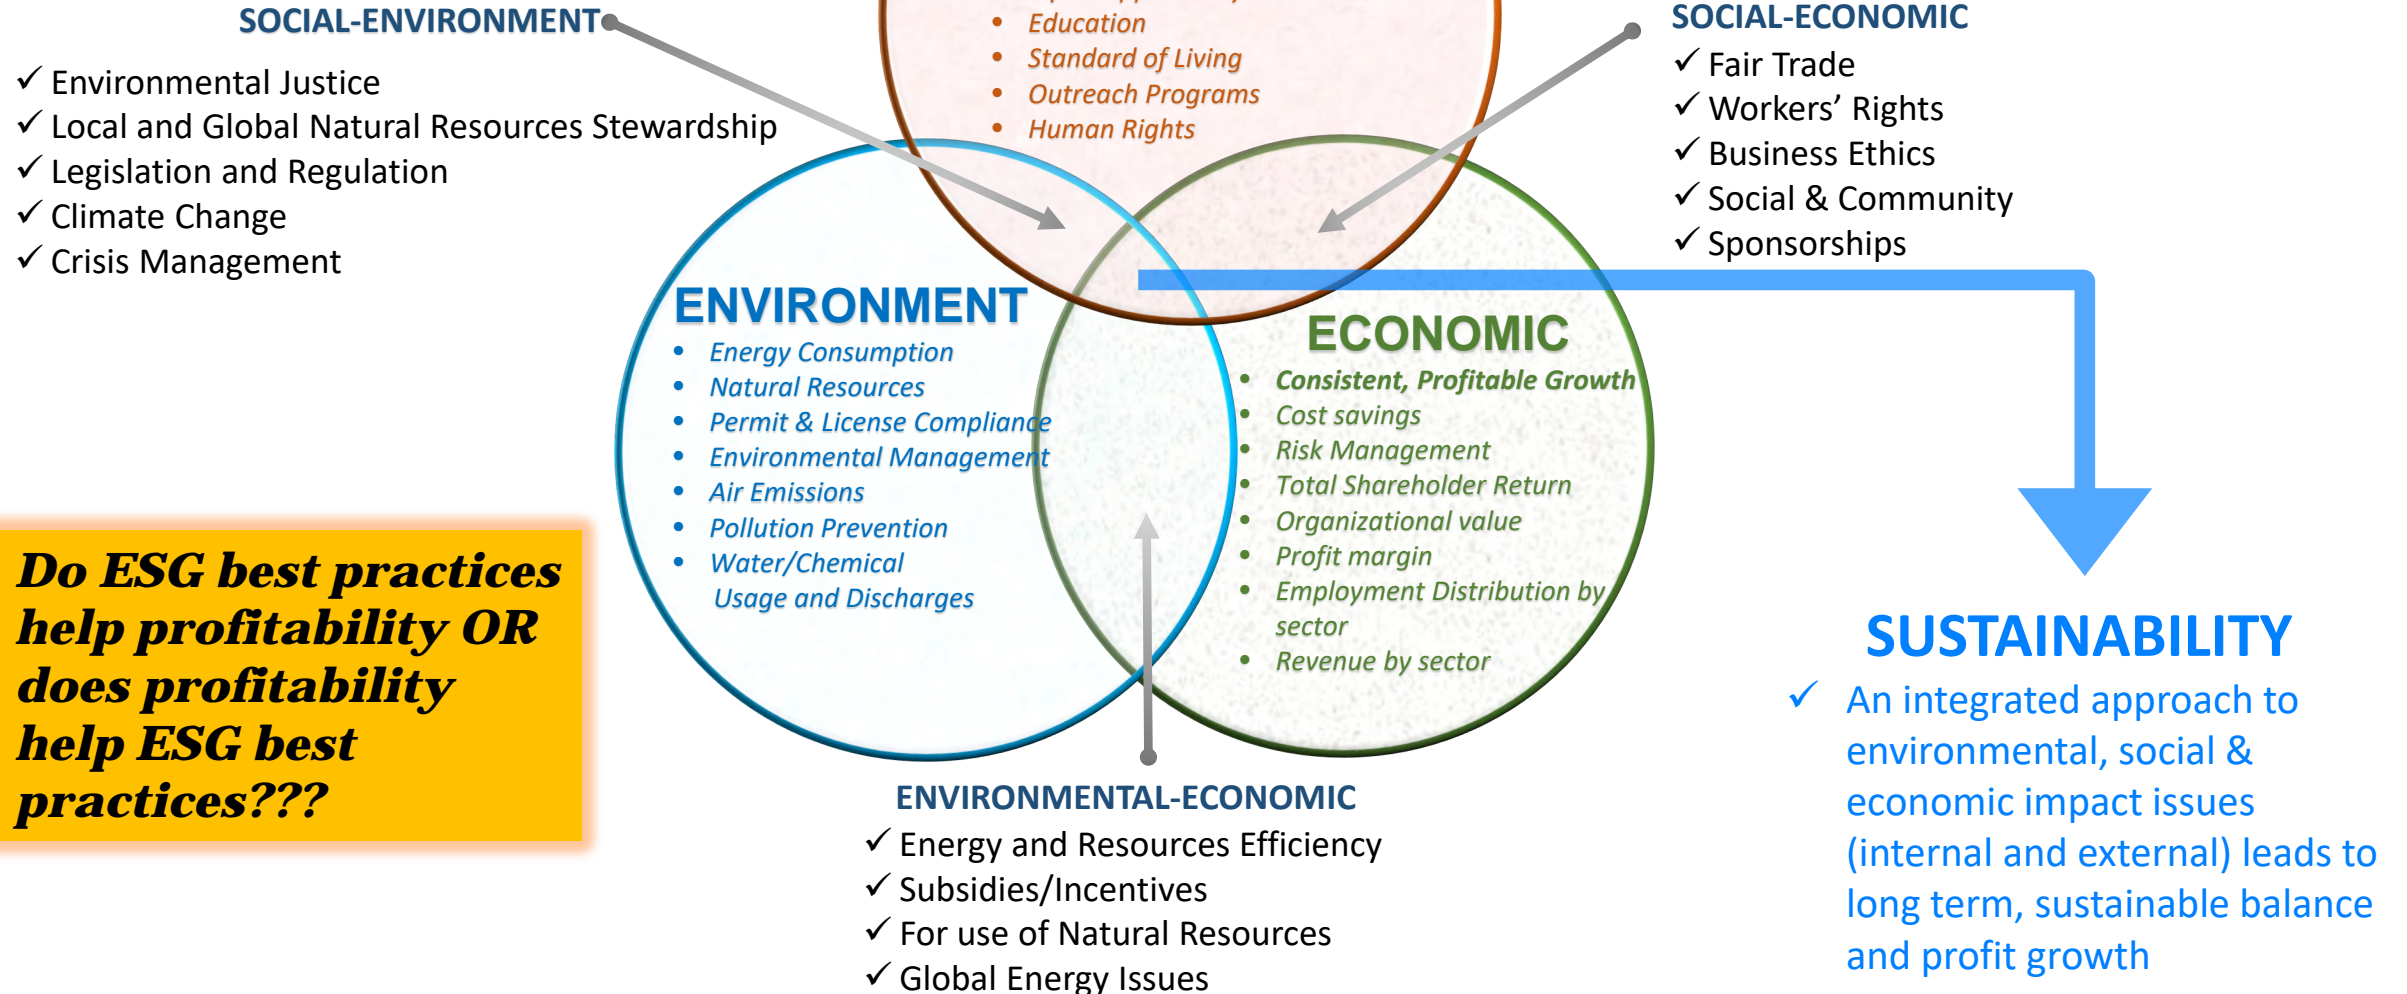 SOCIAL-ENVIRONMENT
✓ Environmental Justice
✓ Local and Global Natural Resources Stewardship
✓ Legislation and Regulation
✓ Climate Change
✓ Crisis Management
• Education
• Standard of Living
• Outreach Programs
• Human Rights
SOCIAL-ECONOMIC
✓ Fair Trade
✓ Workers’ Rights
✓ Business Ethics
✓ Social & Community
✓ Sponsorships
ENVIRONMENT
• Energy Consumption
• Natural Resources
• Permit & License Compliance
• Environmental Management
• Air Emissions
• Pollution Prevention
• Water/Chemical
Usage and Discharges
ECONOMIC
• Consistent, Profitable Growth
• Cost savings
• Risk Management
• Total Shareholder Return
• Organizational value
• Profit margin
• Employment Distribution by
sector
• Revenue by sector
Do ESG best practices
help profitability OR
does profitability
help ESG best
practices???
ENVIRONMENTAL-ECONOMIC
✓ Energy and Resources Efficiency
✓ Subsidies/Incentives
✓ For use of Natural Resources
✓ Global Energy Issues
SUSTAINABILITY
✓ An integrated approach to
environmental, social &
economic impact issues
(internal and external) leads to
long term, sustainable balance
and profit growth